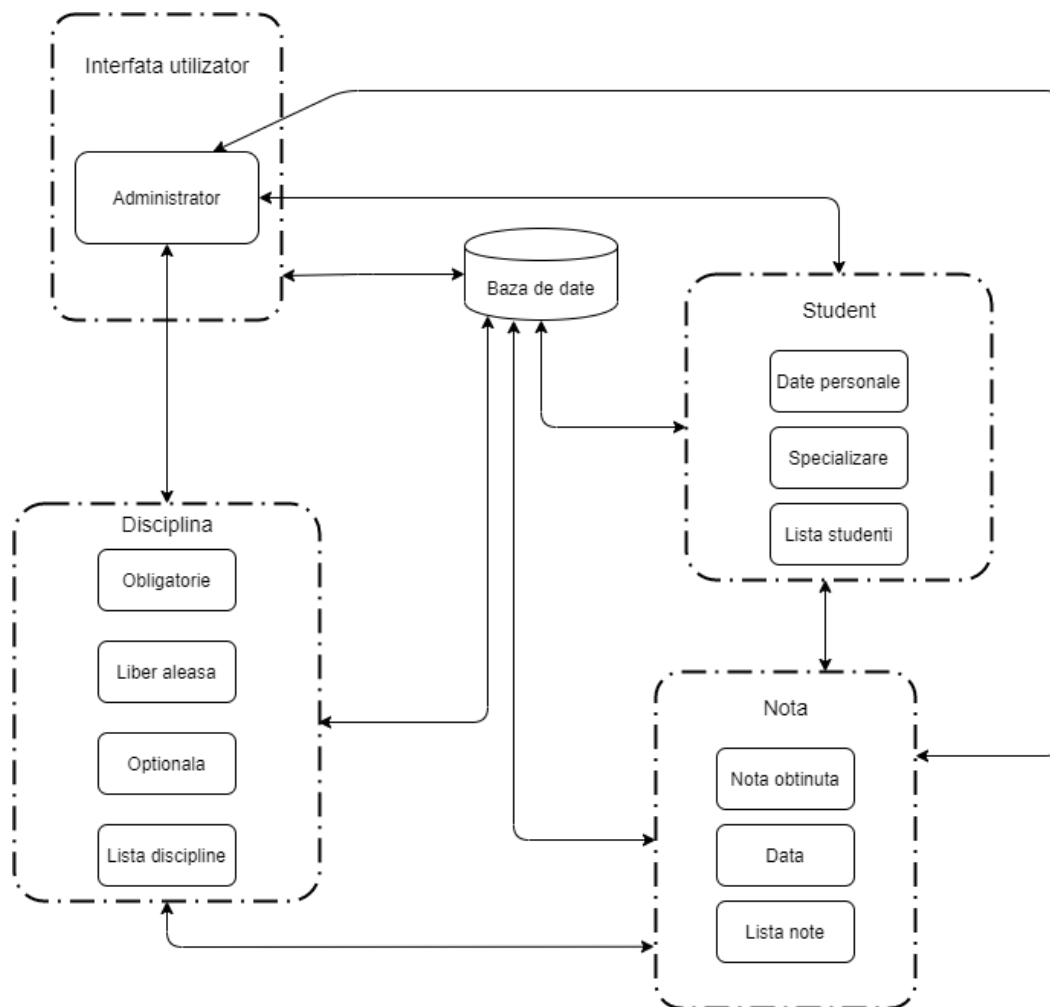 Interfata utilizator
Administrator
Baza de date
Student
Date personale
Specializare
Lista studenti
Disciplina
Obligatorie
Liber aleasa
Optionala
Lista discipline
Nota
Nota obtinuta
Data
Lista note